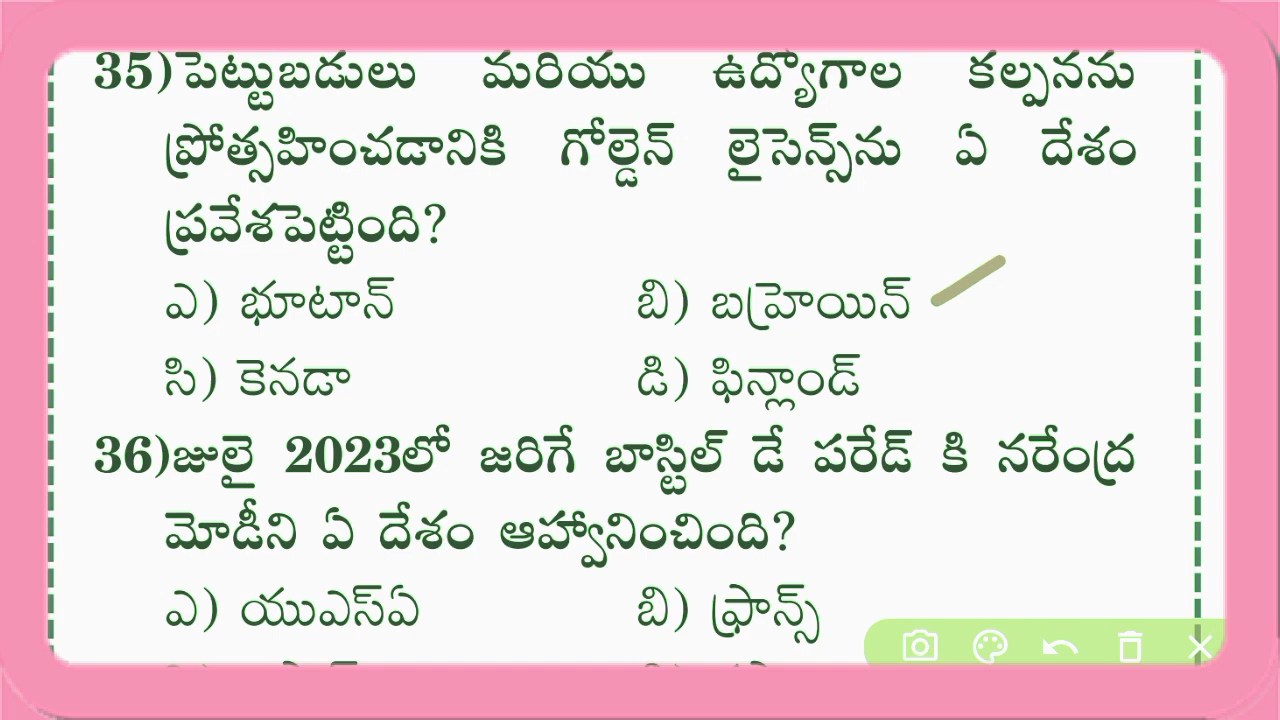 35)పెట్టుబడులు మరియు ఉద్యోగాల కల్పనను
ప్రోత్సహించడానికి గోల్డెన్ లైసెన్స్‌ను ఏ దేశం
ప్రవేశపెట్టింది?
ఎ) భూటాన్ బి) బహ్రెయిన్
సి) కెనడా డి) ఫిన్లాండ్
36)జులై 2023లో జరిగే బాస్టిల్ డే పరేడ్ కి నరేంద్ర
మోడీని ఏ దేశం ఆహ్వానించింది?
ఎ) యుఎస్ఏ బి) ఫ్రాన్స్